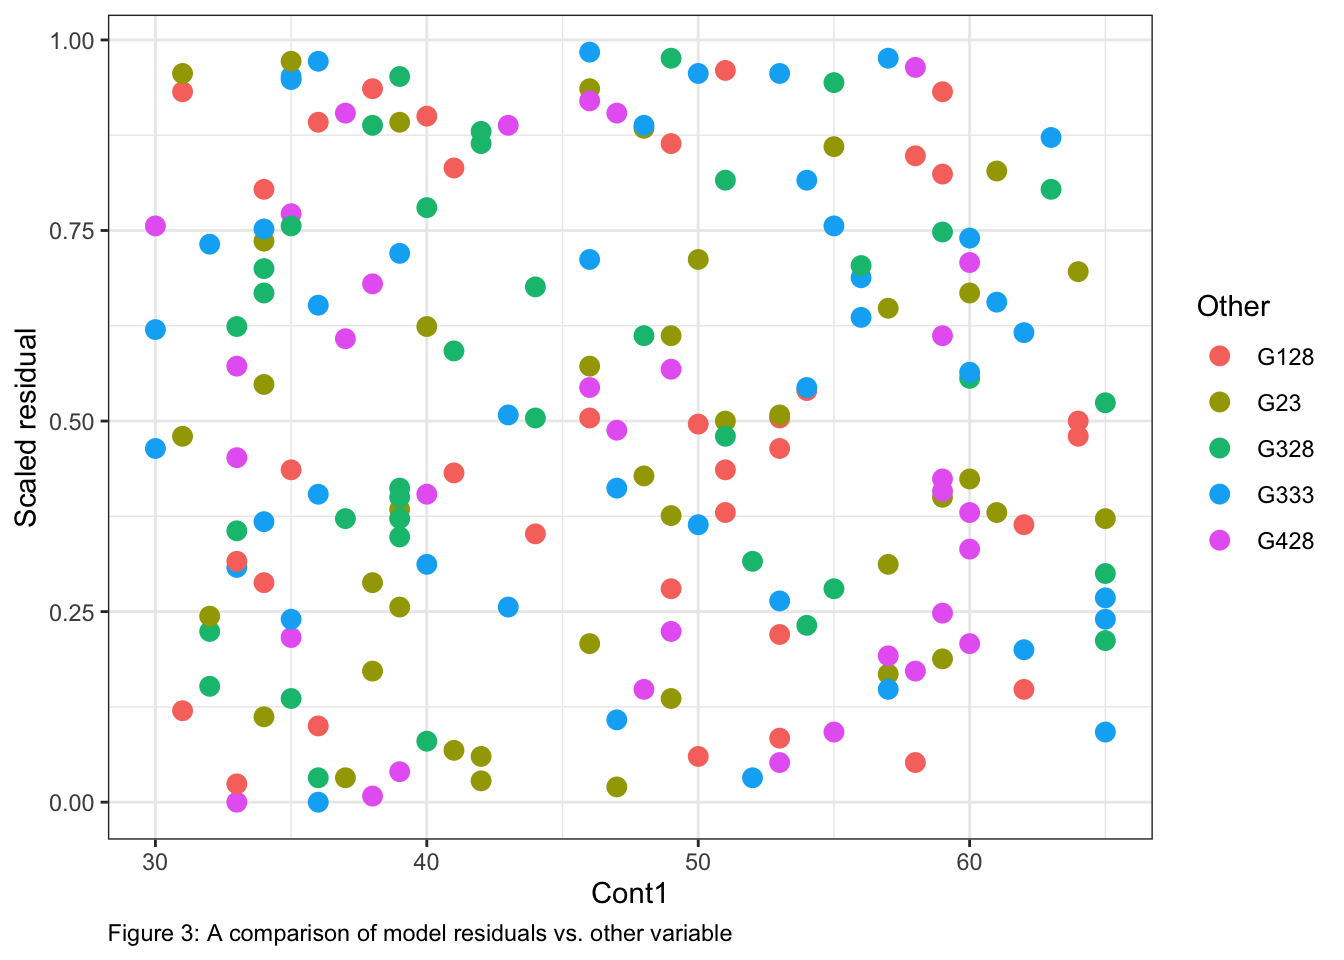 1.00
0.75
0.50
0.25
0.00
Scaled residual
30 40 50 60
Cont1
Other
G128
G23
G328
G333
G428
Figure 3: A comparison of model residuals vs. other variable